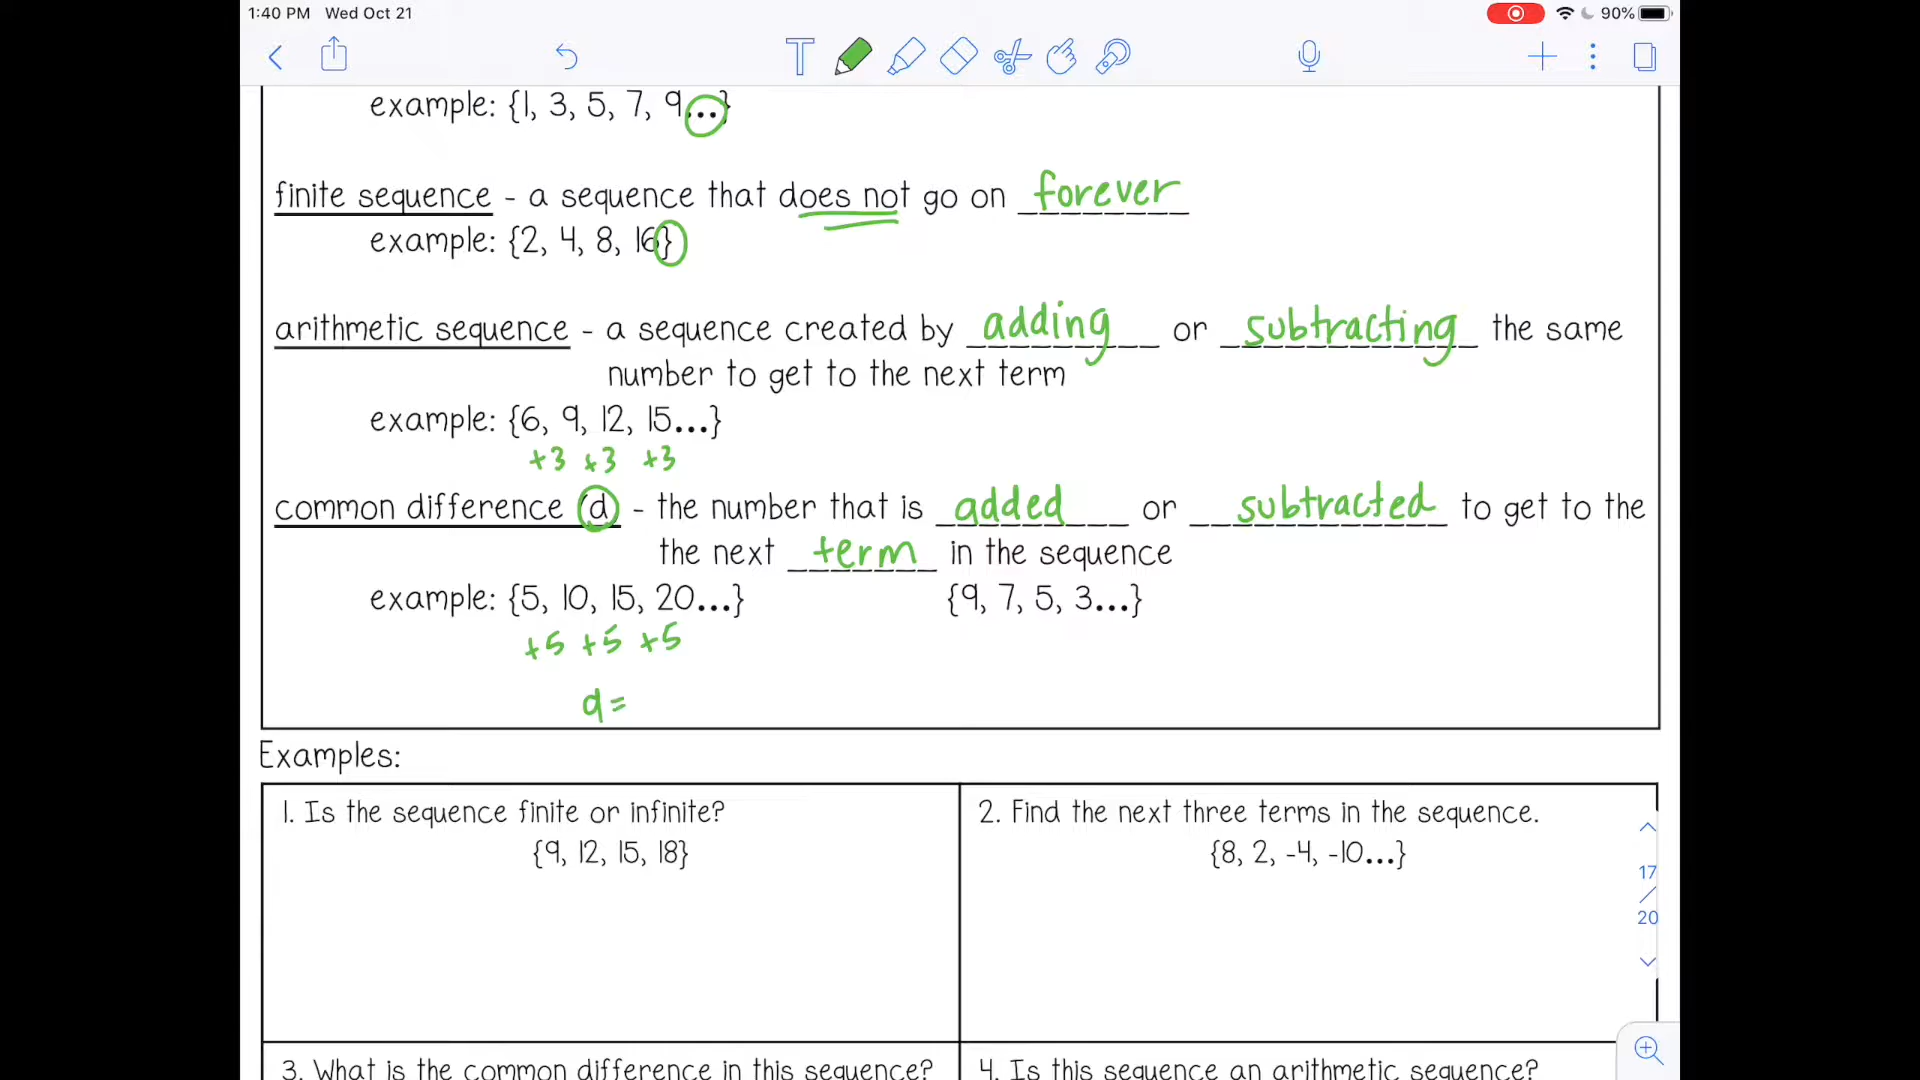 1:40 PM Wed Oct 21
90%
example: {1, 3, 5, 7, 9...}
finite sequence - a sequence that does not go on forever
example: {2, 4, 8, 16}
arithmetic sequence - a sequence created by adding or subtracting the same
number to get to the next term
example: {6, 9, 12, 15...}
+3 +3 +3
common difference (d) - the number that is added or subtracted to get to the
the next term in the sequence
example: {5, 10, 15, 20...} {9, 7, 5, 3...}
+5 +5 +5
d =
Examples:
1. Is the sequence finite or infinite?
{9, 12, 15, 18}
2. Find the next three terms in the sequence.
{8, 2, -4, -10...}
17
20
3. What is the common difference in this sequence?
4. Is this sequence an arithmetic sequence?